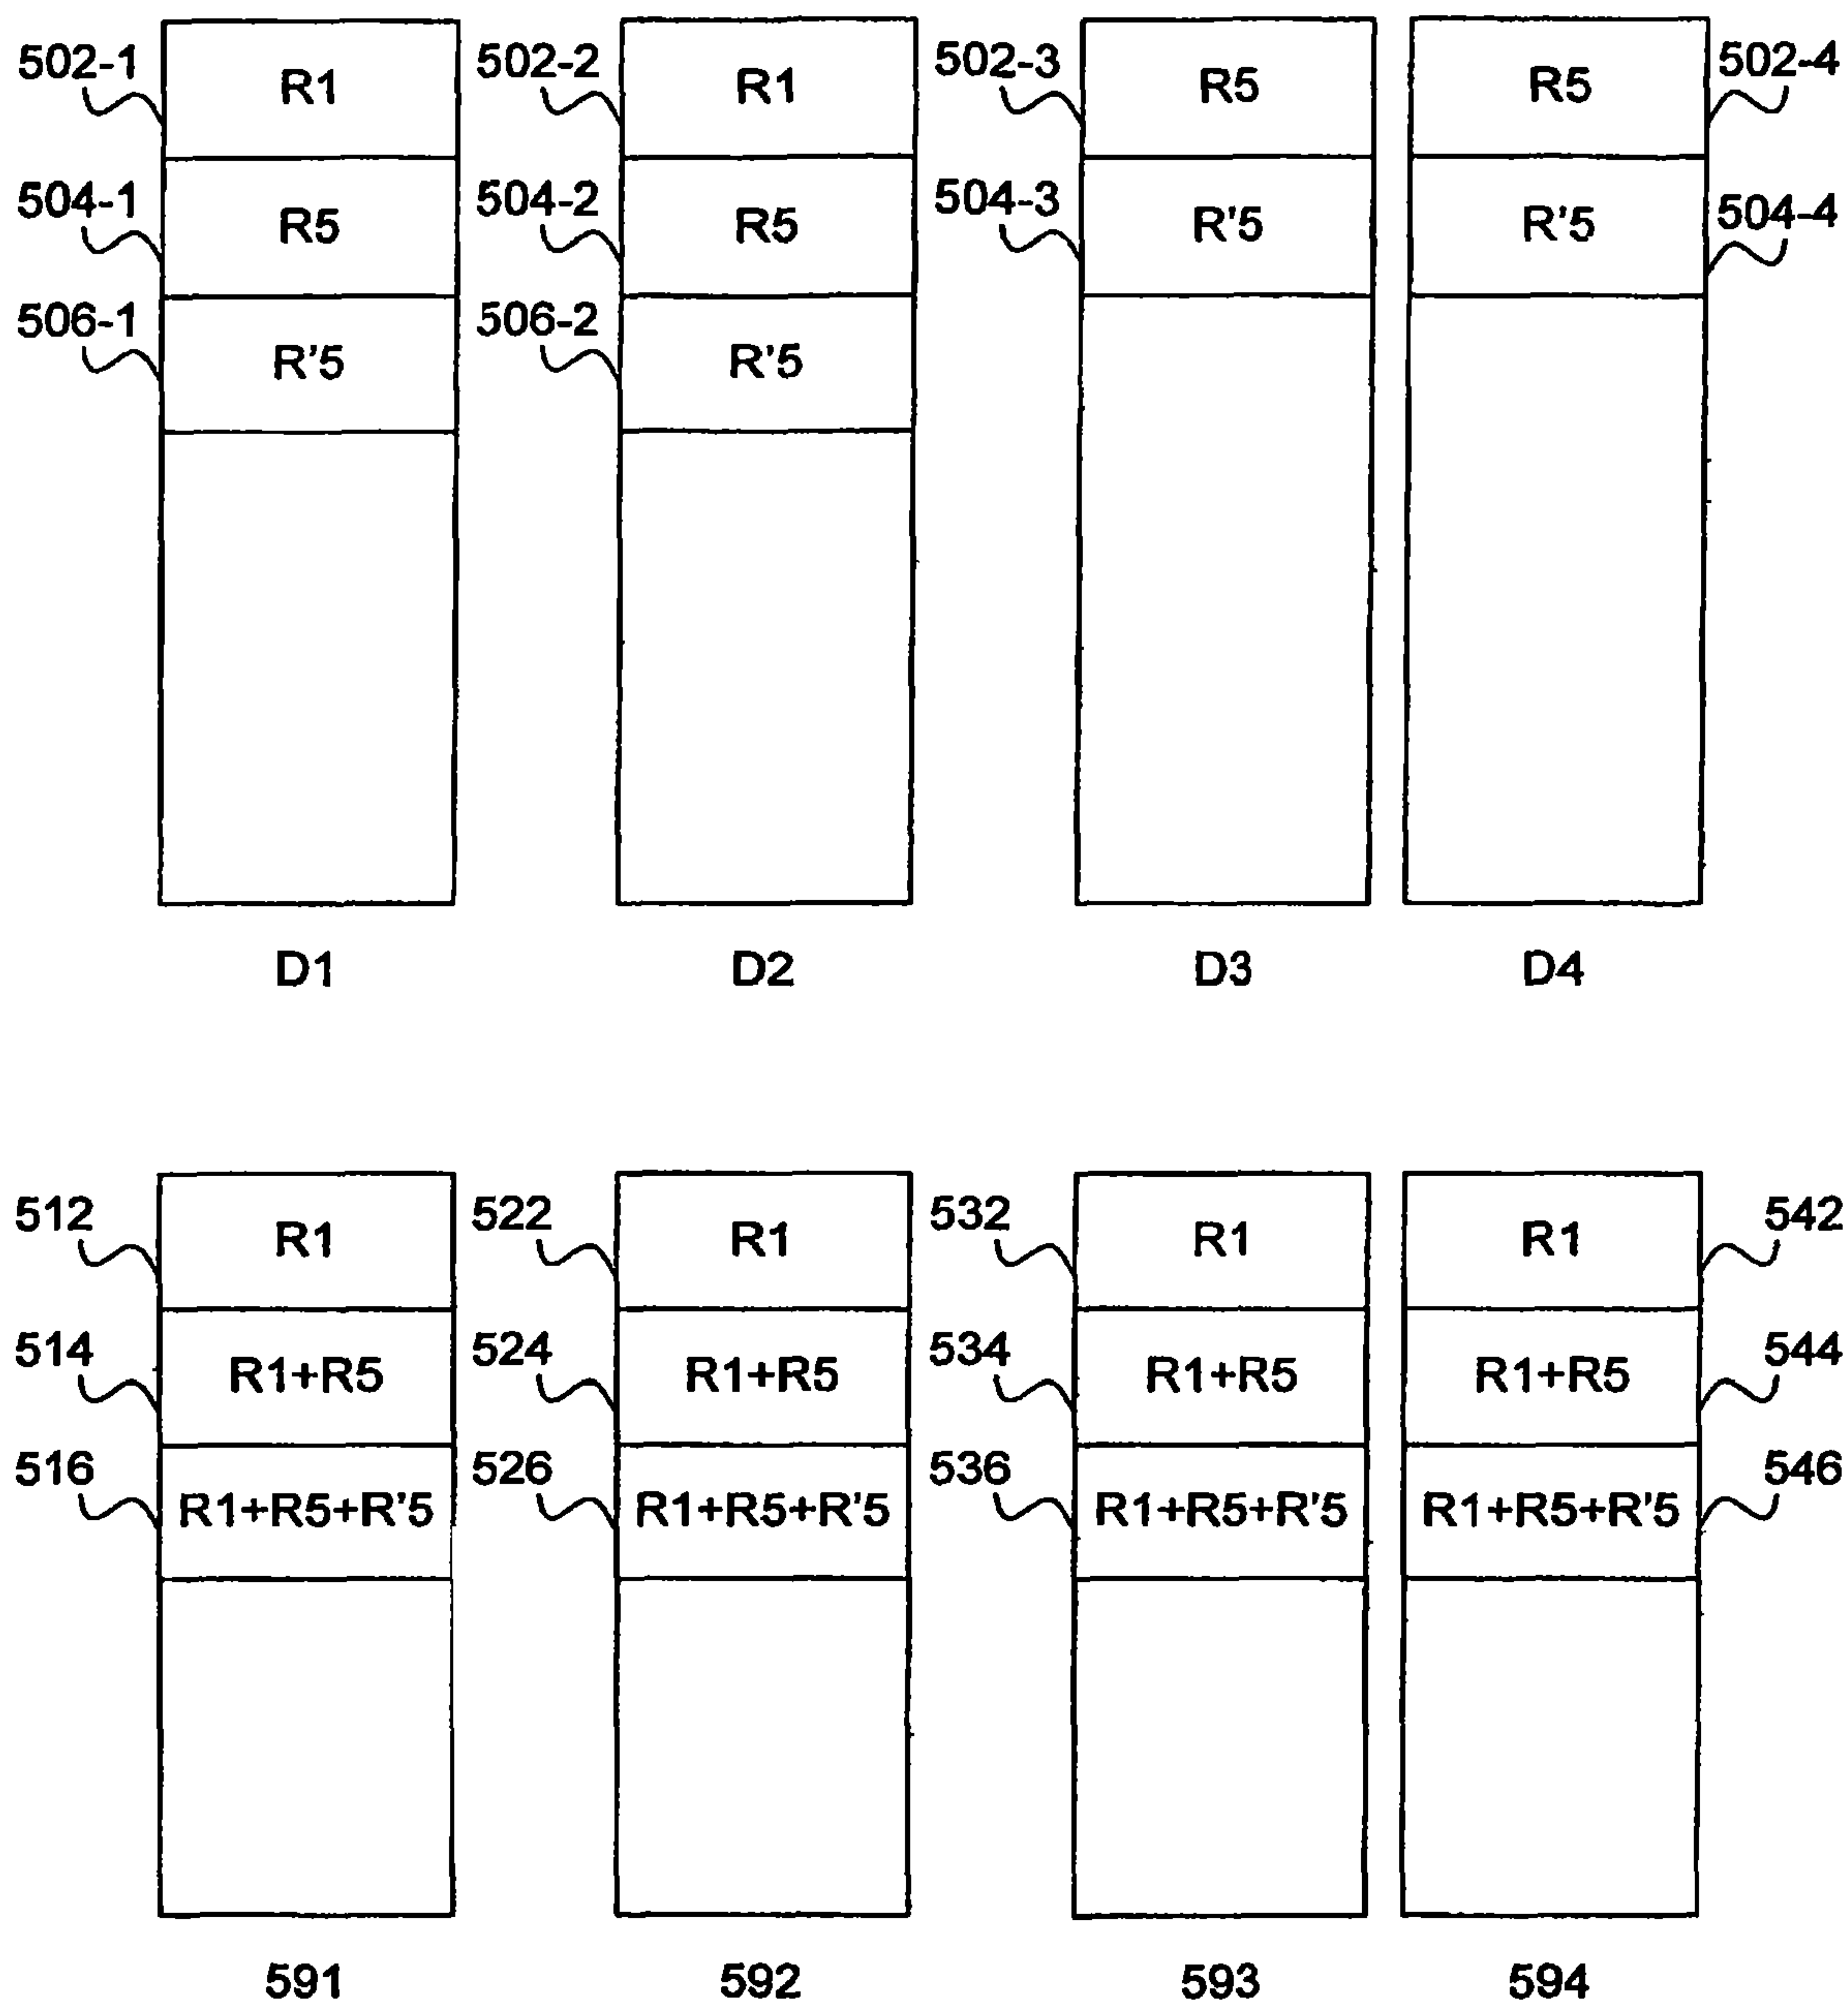 502-1 R1 502-2 R1 502-3 R5 R5 502-4
504-1 R5 504-2 R5 504-3 R'5 R'5 504-4
506-1 R'5 506-2 R'5
D1 D2 D3 D4
512 R1 522 R1 532 R1 R1 542
514 R1+R5 524 R1+R5 534 R1+R5 R1+R5 544
516 R1+R5+R'5 526 R1+R5+R'5 536 R1+R5+R'5 R1+R5+R'5 546
591 592 593 594